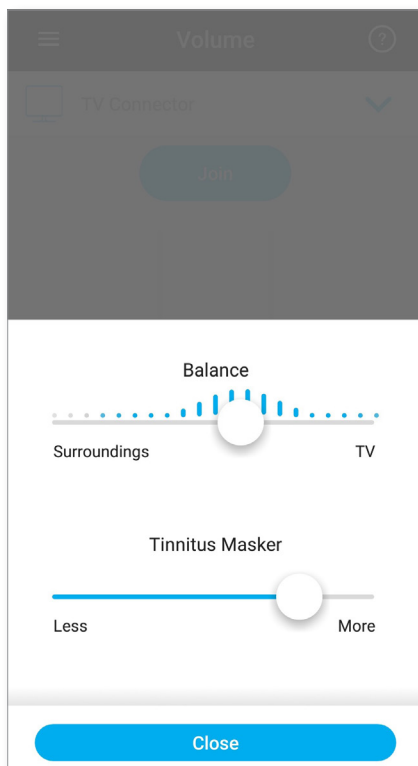 Volume
?
TV Connector
Join
Balance
Surroundings TV
Tinnitus Masker
Less More
Close